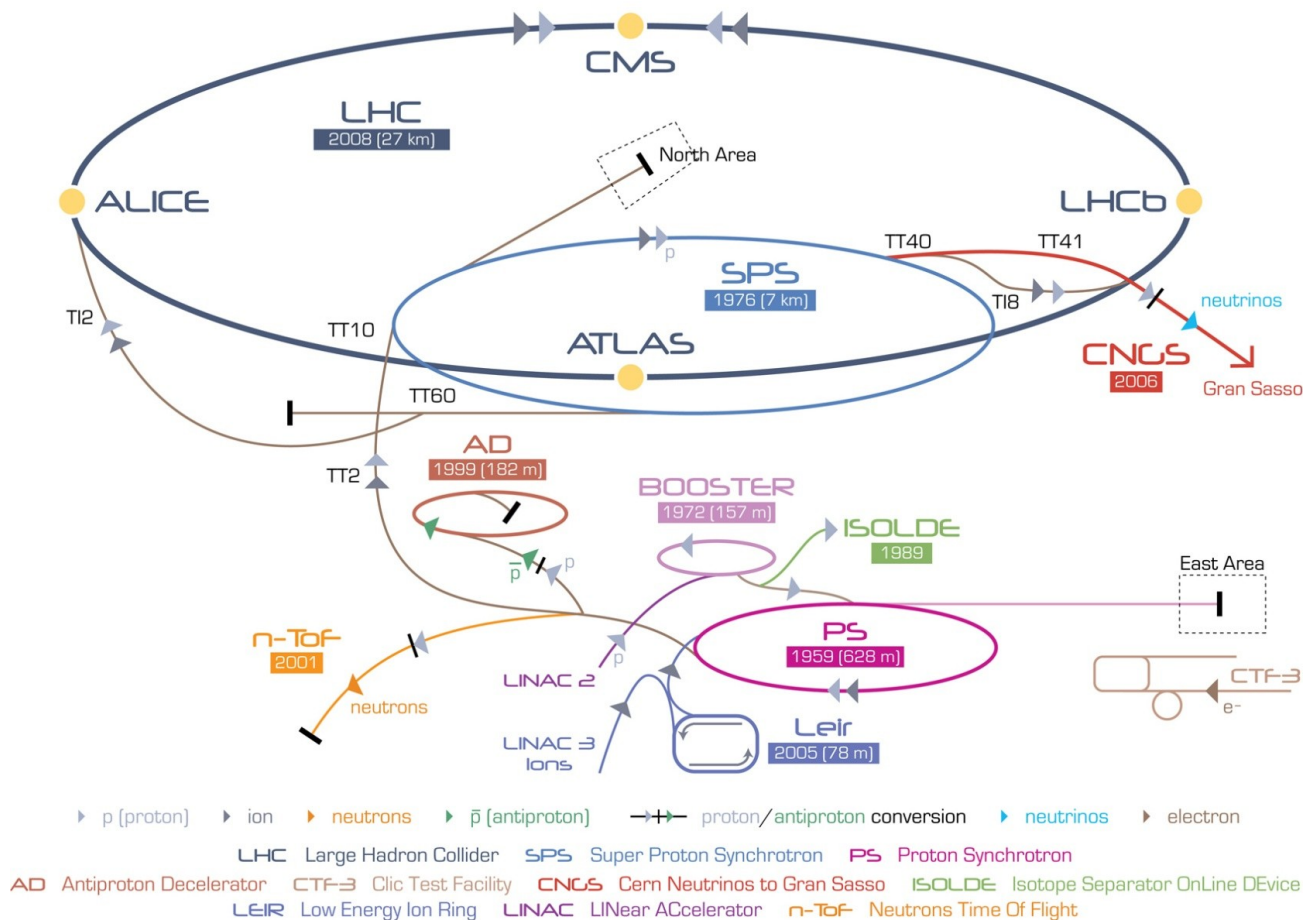 CMS
LHC
2008 (27 km)
North Area
ALICE
LHCb
TT40
TT41
p
SPS
1976 (7 km)
TI8
neutrinos
TI2
TT10
ATLAS
CNGS
2006
Gran Sasso
TT60
AD
1999 (182 m)
TT2
BOOSTER
1972 (157 m)
ISOLDE
1989
p̅
p
East Area
n-ToF
2001
PS
1959 (628 m)
p
LINAC 2
CTF-3
e-
neutrons
LINAC 3
Ions
Leir
2005 (78 m)
p (proton)
ion
neutrons
p̅ (antiproton)
proton/antiproton conversion
neutrinos
electron
LHC Large Hadron Collider
SPS Super Proton Synchrotron
PS Proton Synchrotron
AD Antiproton Decelerator
CTF-3 Clic Test Facility
CNGS Cern Neutrinos to Gran Sasso
ISOLDE Isotope Separator OnLine DEvice
LEIR Low Energy Ion Ring
LINAC LINear ACcelerator
n-ToF Neutrons Time Of Flight